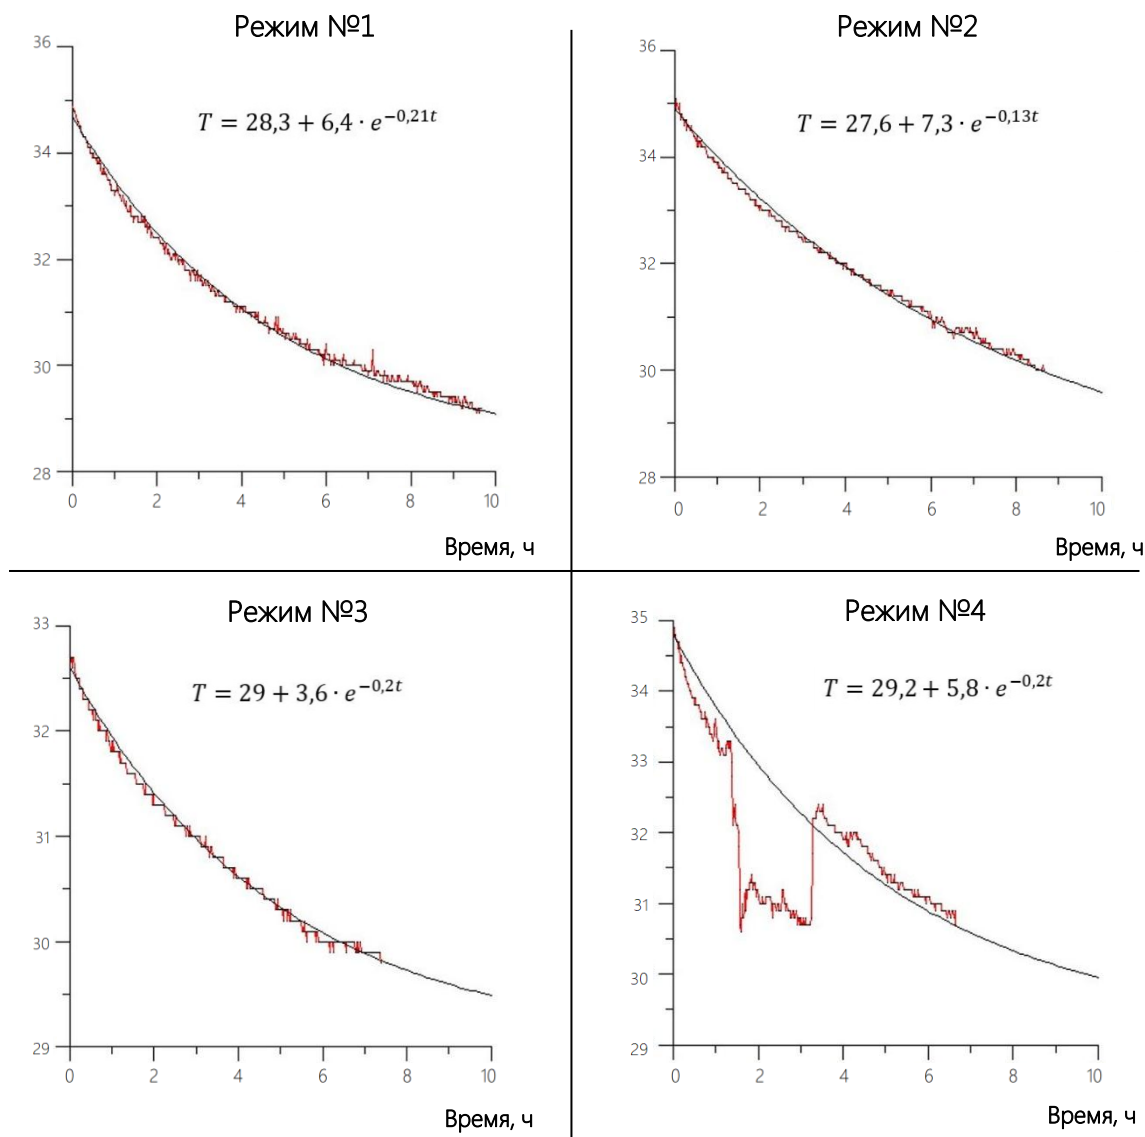 Режим №1
36
34
32
30
28
T = 28,3 + 6,4 · e^−0,21t
0 2 4 6 8 10
Время, ч
Режим №2
36
34
32
30
28
T = 27,6 + 7,3 · e^−0,13t
0 2 4 6 8 10
Время, ч
Режим №3
33
32
31
30
29
T = 29 + 3,6 · e^−0,2t
0 2 4 6 8 10
Время, ч
Режим №4
35
34
33
32
31
30
29
T = 29,2 + 5,8 · e^−0,2t
0 2 4 6 8 10
Время, ч